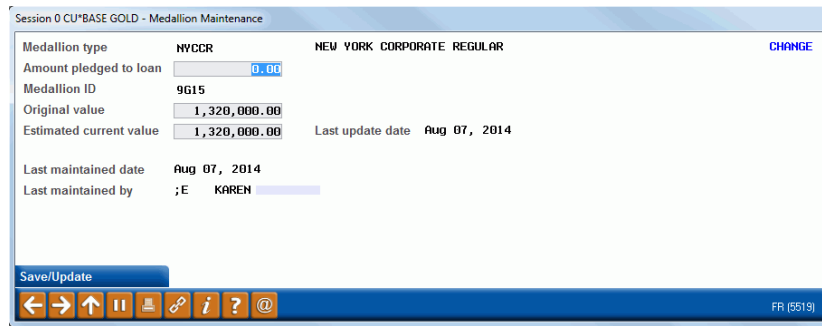 Session 0 CU*BASE GOLD - Medallion Maintenance
Medallion type NYCCR NEW YORK CORPORATE REGULAR CHANGE
Amount pledged to loan 0.00
Medallion ID 9G15
Original value 1,320,000.00
Estimated current value 1,320,000.00 Last update date Aug 07, 2014
Last maintained date Aug 07, 2014
Last maintained by ;E KAREN
Save/Update
i ? @ FR (5519)